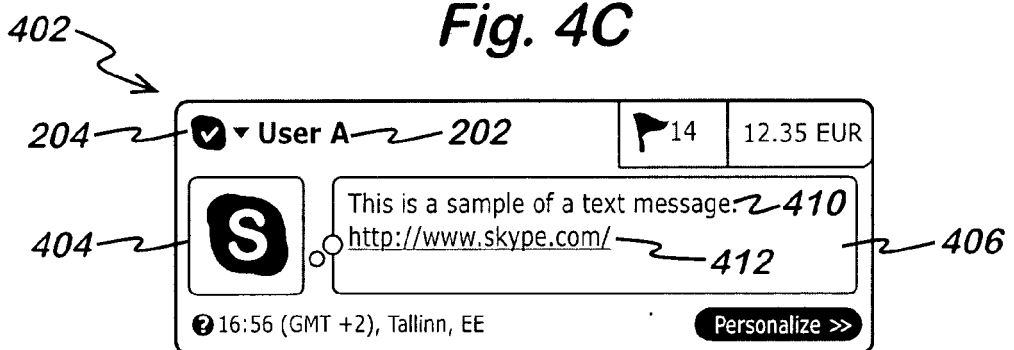 Fig. 4C
402
204 User A 202 14 12.35 EUR
S
This is a sample of a text message. 410
404 http://www.skype.com/ 412 406
16:56 (GMT +2), Tallinn, EE Personalize >>